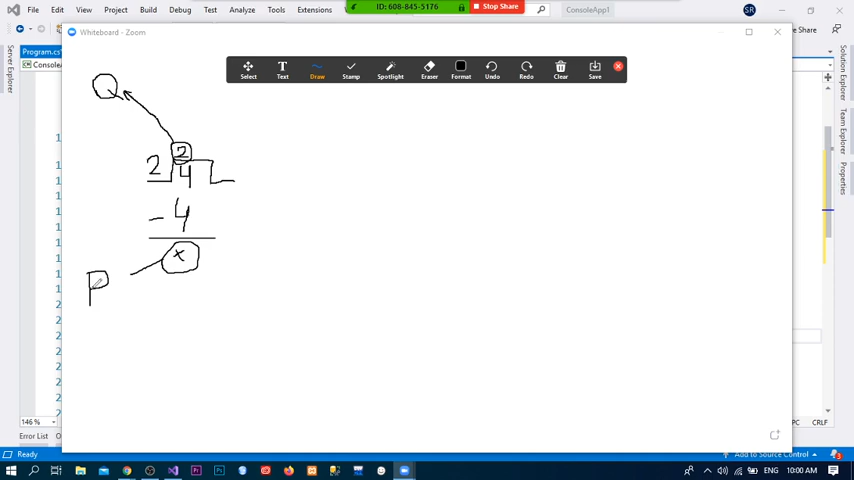 File Edit View Project Build Debug Test Analyze Tools Extensions
ID: 608-845-5176
Stop Share
ConsoleApp1
SR
Share
Program.cs
Whiteboard - Zoom
Select Text Draw Stamp Spotlight Eraser Format Undo Redo Clear Save
Server Explorer
Solution Explorer
Team Explorer
Properties
Q
2
2 4
- 4
x
P
146 %
CRLF
Error List
Ready
Add to Source Control
3
ENG
10:00 AM